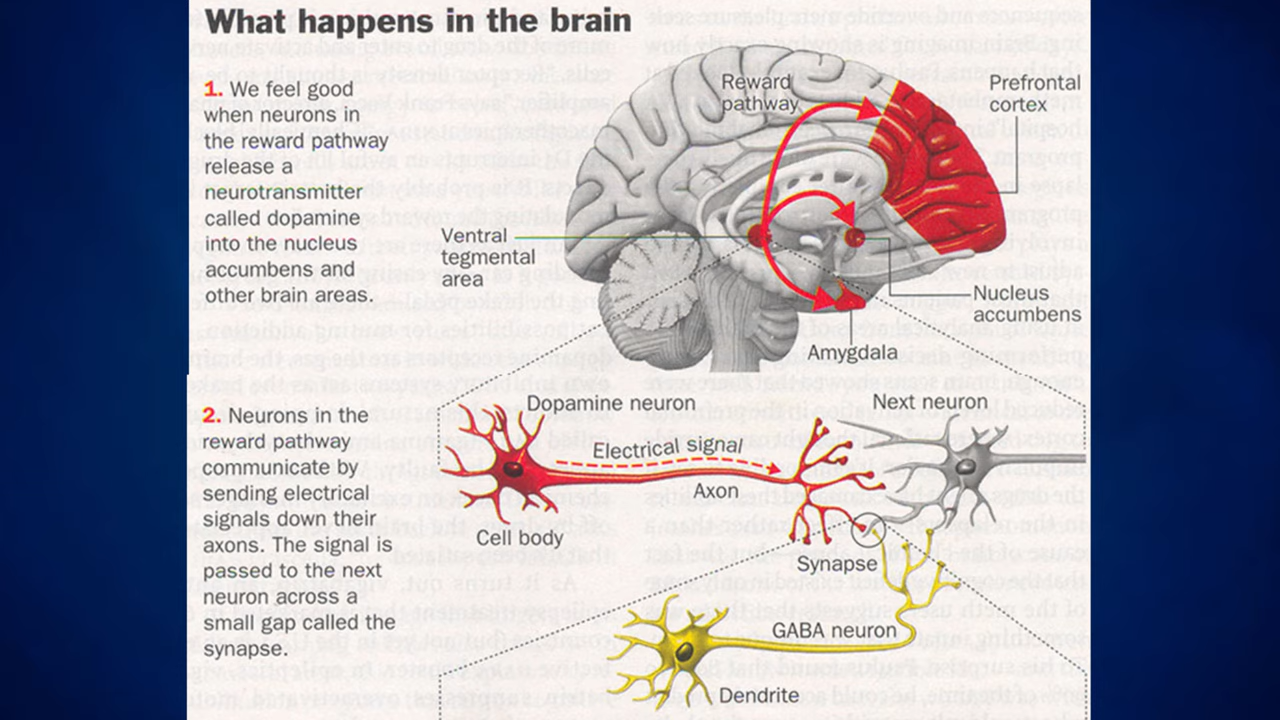 What happens in the brain
1. We feel good
when neurons in
the reward pathway
release a
neurotransmitter
called dopamine
into the nucleus
accumbens and
other brain areas.
Reward
pathway
Prefrontal
cortex
Ventral
tegmental
area
Nucleus
accumbens
Amygdala
2. Neurons in the
reward pathway
communicate by
sending electrical
signals down their
axons. The signal is
passed to the next
neuron across a
small gap called the
synapse.
Dopamine neuron
Next neuron
Electrical signal
Axon
Cell body
Synapse
GABA neuron
Dendrite